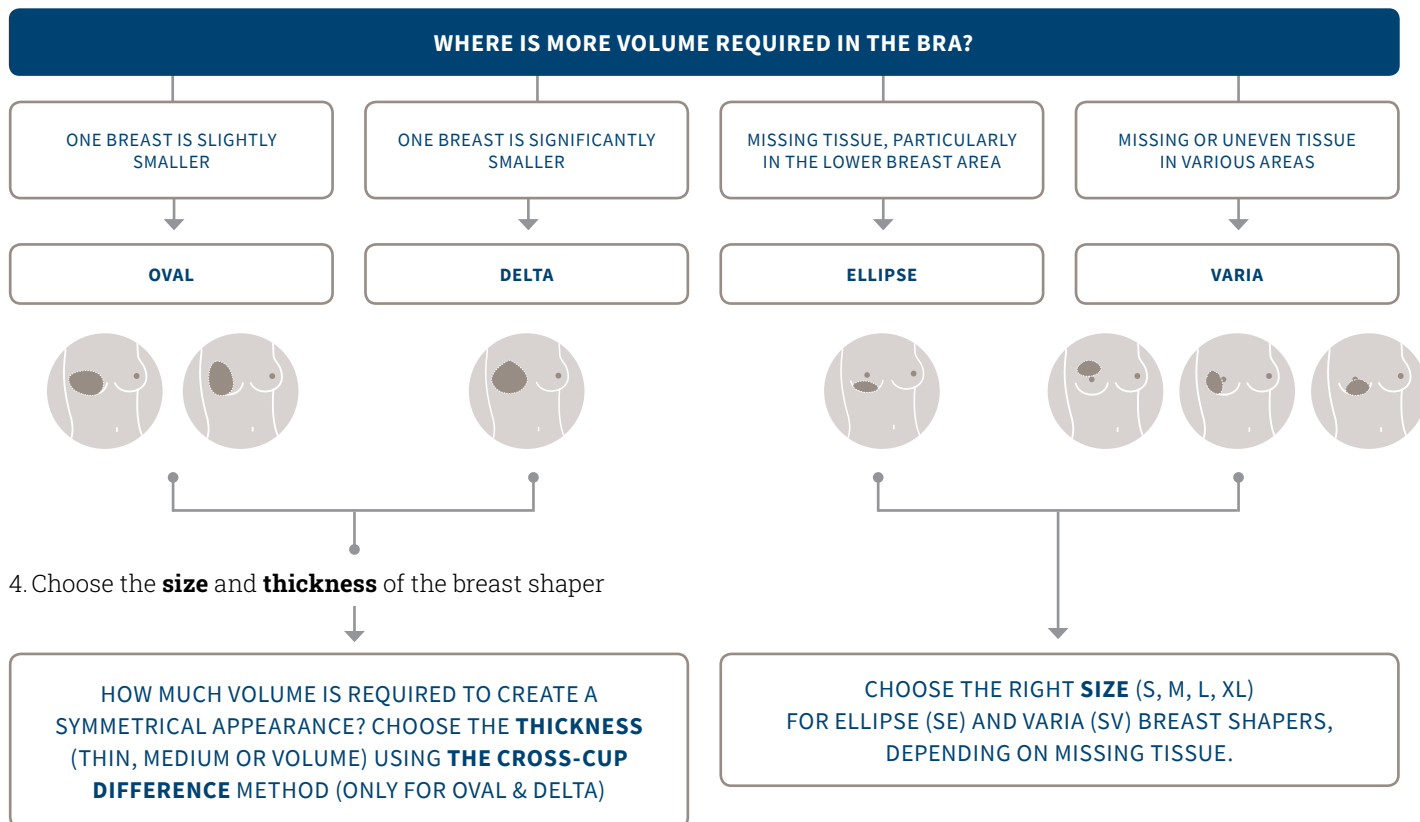 WHERE IS MORE VOLUME REQUIRED IN THE BRA?
ONE BREAST IS SLIGHTLY
SMALLER
ONE BREAST IS SIGNIFICANTLY
SMALLER
MISSING TISSUE, PARTICULARLY
IN THE LOWER BREAST AREA
MISSING OR UNEVEN TISSUE
IN VARIOUS AREAS
OVAL
DELTA
ELLIPSE
VARIA
4. Choose the size and thickness of the breast shaper
HOW MUCH VOLUME IS REQUIRED TO CREATE A
SYMMETRICAL APPEARANCE? CHOOSE THE THICKNESS
(THIN, MEDIUM OR VOLUME) USING THE CROSS-CUP
DIFFERENCE METHOD (ONLY FOR OVAL & DELTA)
CHOOSE THE RIGHT SIZE (S, M, L, XL)
FOR ELLIPSE (SE) AND VARIA (SV) BREAST SHAPERS,
DEPENDING ON MISSING TISSUE.